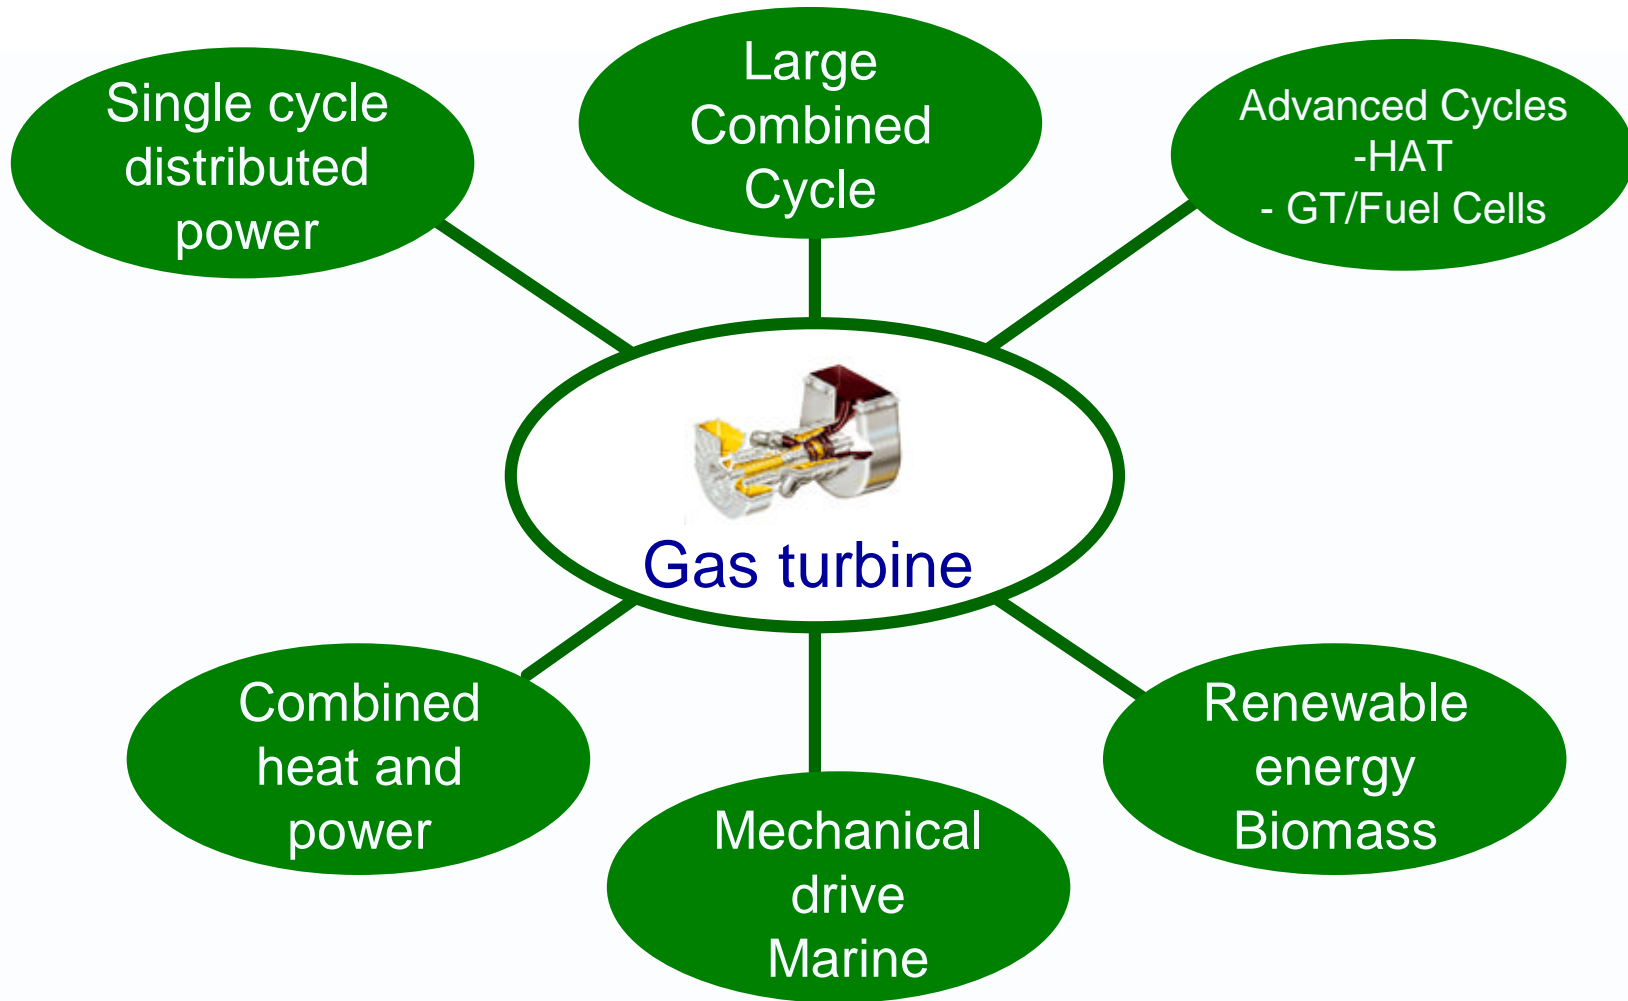 Single cycle
distributed
power
Large
Combined
Cycle
Advanced Cycles
-HAT
- GT/Fuel Cells
Gas turbine
Combined
heat and
power
Mechanical
drive
Marine
Renewable
energy
Biomass